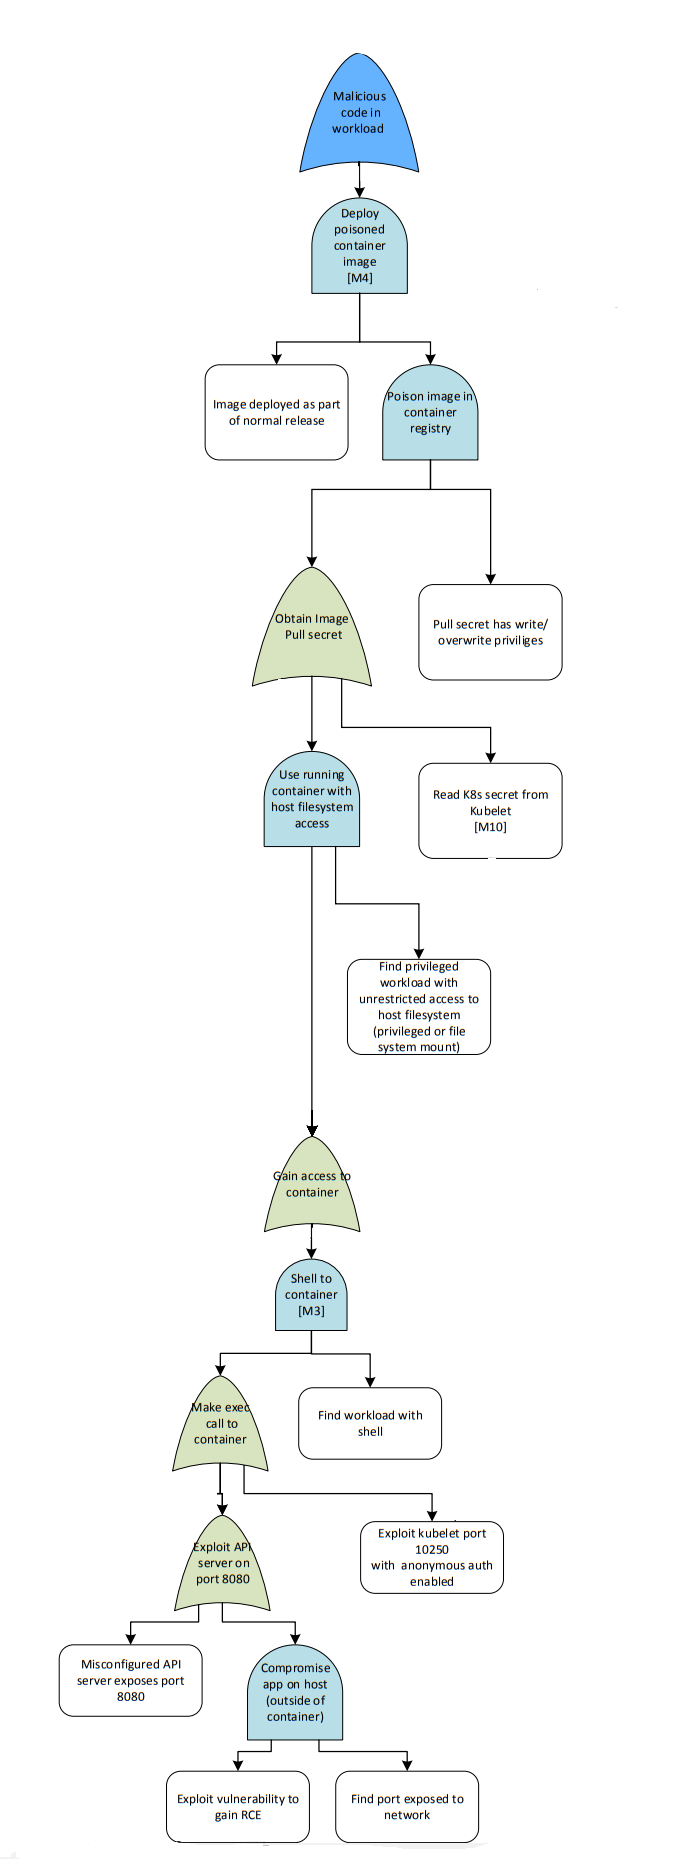 Malicious
code in
workload
Deploy
poisoned
container
image
[M4]
Image deployed as part
of normal release
Poison image in
container
registry
Obtain Image
Pull secret
Pull secret has write/
overwrite priviliges
Use running
container with
host filesystem
access
Read K8s secret from
Kubelet
[M10]
Find privileged
workload with
unrestricted access to
host filesystem
(privileged or file
system mount)
Gain access to
container
Shell to
container
[M3]
Make exec
call to
container
Find workload with
shell
Exploit API
server on
port 8080
Exploit kubelet port
10250
with anonymous auth
enabled
Misconfigured API
server exposes port
8080
Compromise
app on host
(outside of
container)
Exploit vulnerability to
gain RCE
Find port exposed to
network